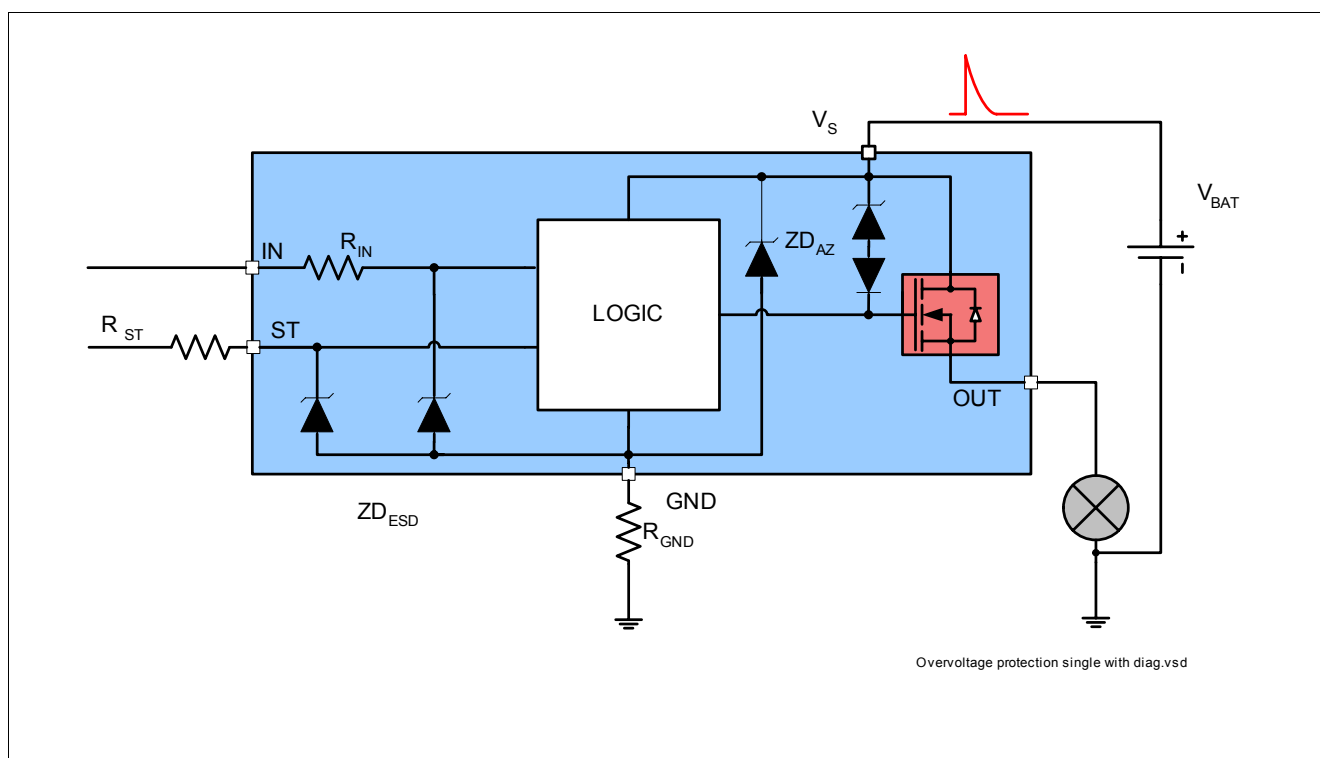 V_S
V_BAT
+
-
IN
R_IN
ZD_AZ
LOGIC
R_ST
ST
OUT
ZD_ESD
GND
R_GND
Overvoltage protection single with diag.vsd